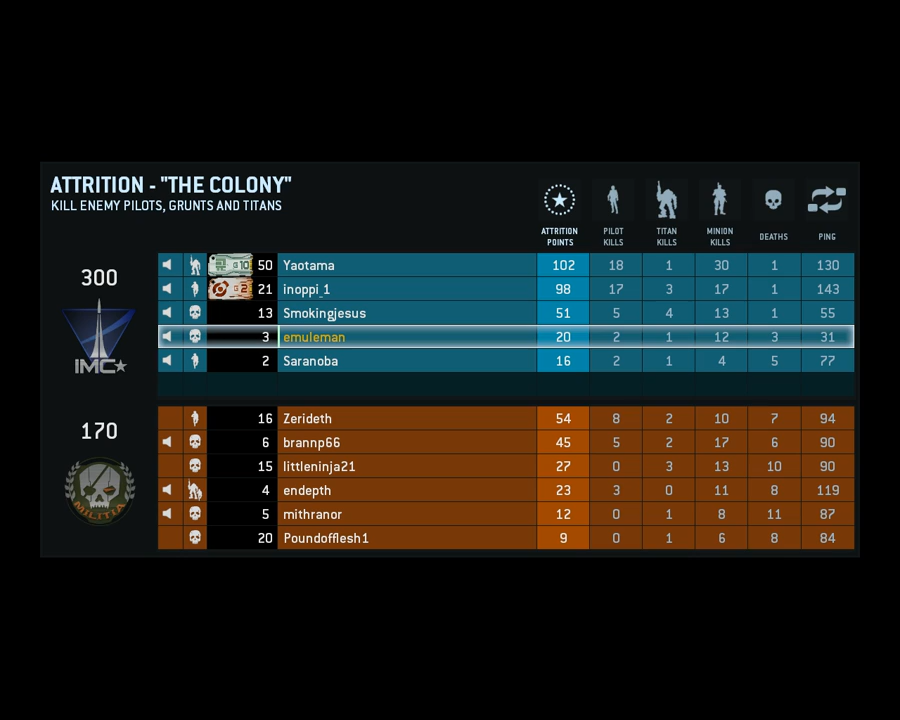 ATTRITION - "THE COLONY"
KILL ENEMY PILOTS, GRUNTS AND TITANS
ATTRITION POINTS PILOT KILLS TITAN KILLS MINION KILLS DEATHS PING
300
IMC
10 50 Yaotama 102 18 1 30 1 130
2 21 inoppi_1 98 17 3 17 1 143
13 Smokingjesus 51 5 4 13 1 55
3 emuleman 20 2 1 12 3 31
2 Saranoba 16 2 1 4 5 77
170
MILITIA
16 Zerideth 54 8 2 10 7 94
6 brannp66 45 5 2 17 6 90
15 littleninja21 27 0 3 13 10 90
4 endepth 23 3 0 11 8 119
5 mithranor 12 0 1 8 11 87
20 Poundofflesh1 9 0 1 6 8 84